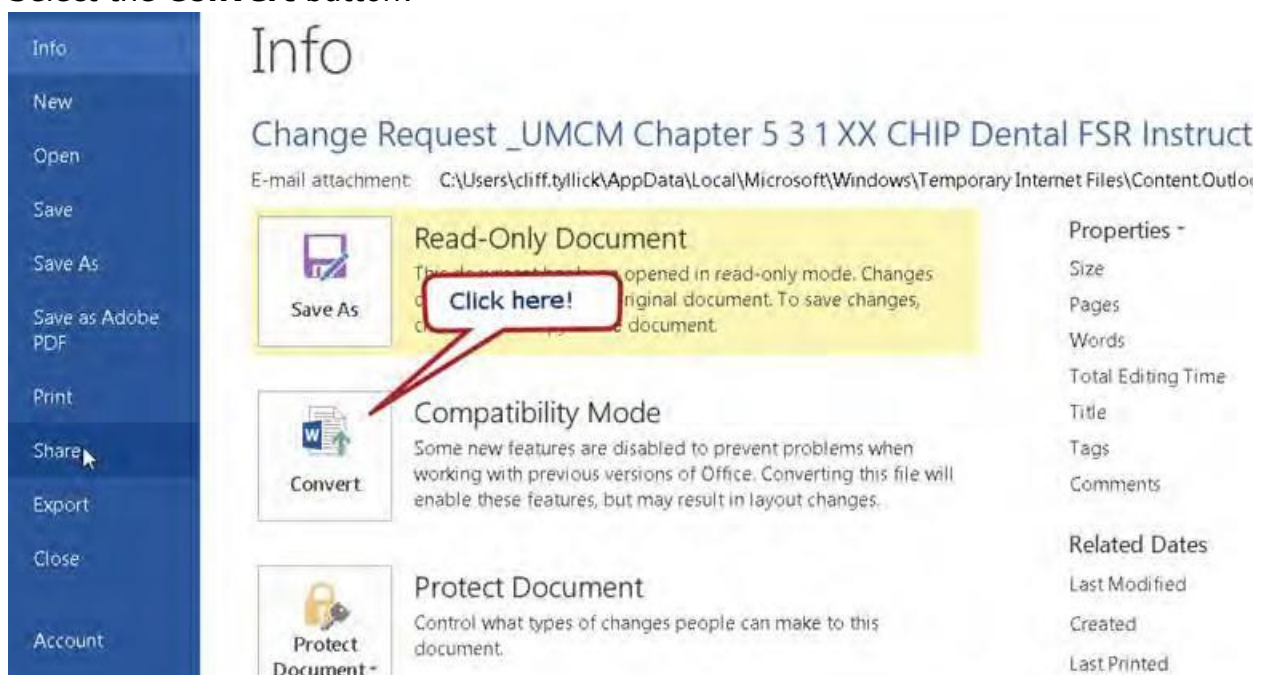 Select the Convert button.
Info
New
Open
Save
Save As
Save as Adobe
PDF
Print
Share
Export
Close
Account
Info
Change Request _UMCM Chapter 5 3 1 XX CHIP Dental FSR Instruct
E-mail attachment: C:\Users\cliff.tyllick\AppData\Local\Microsoft\Windows\Temporary Internet Files\Content.Outlo
Save As
Read-Only Document
opened in read-only mode. Changes
riginal document. To save changes,
document.
Click here!
Convert
Compatibility Mode
Some new features are disabled to prevent problems when
working with previous versions of Office. Converting this file will
enable these features, but may result in layout changes.
Protect
Document
Protect Document
Control what types of changes people can make to this
document.
Properties
Size
Pages
Words
Total Editing Time
Title
Tags
Comments
Related Dates
Last Modified
Created
Last Printed